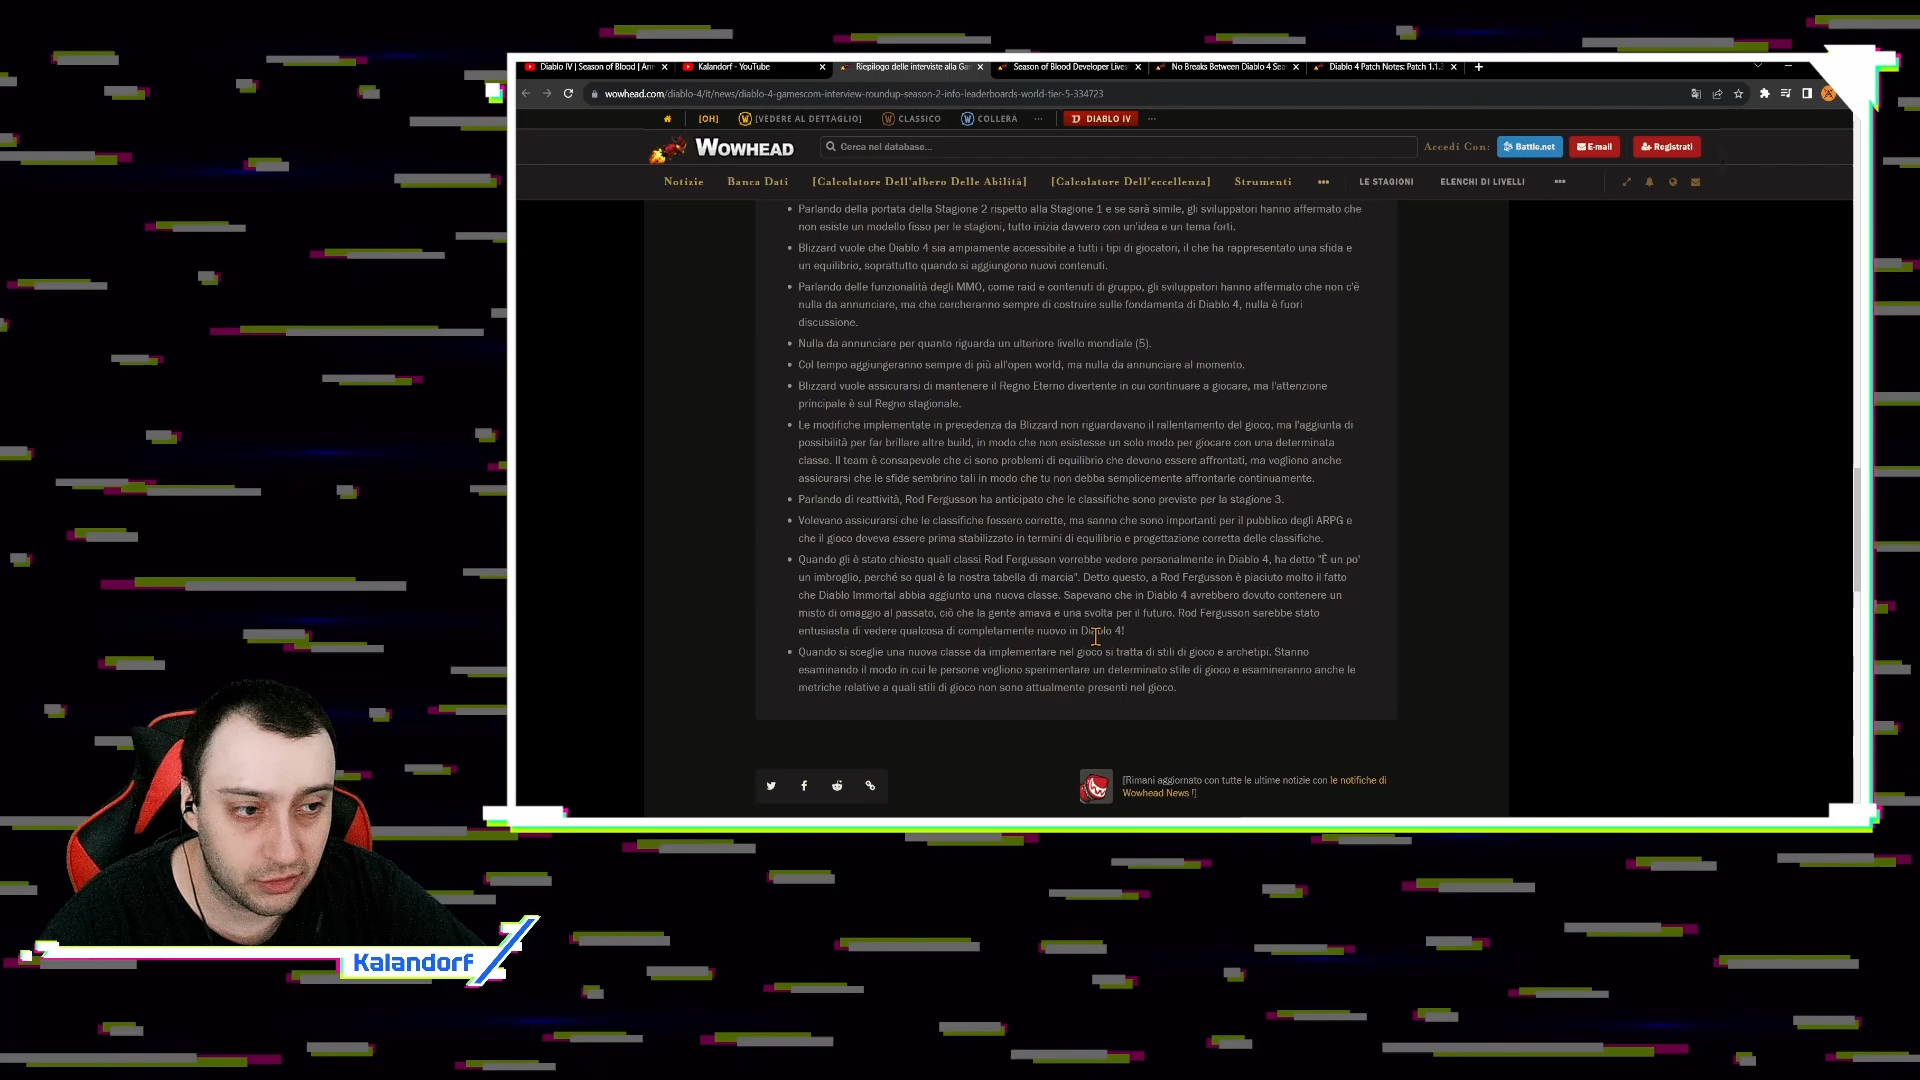 Diablo IV | Season of Blood | Ann
Kalandorf - YouTube
Riepilogo delle interviste alla Ga
Season of Blood Developer Lives
No Breaks Between Diablo 4 Sea
Diablo 4 Patch Notes: Patch 1.1.3
wowhead.com/diablo-4/it/news/diablo-4-gamescom-interview-roundup-season-2-info-leaderboards-world-tier-5-334723
[OH] [VEDERE AL DETTAGLIO] CLASSICO COLLERA ... DIABLO IV ...
WOWHEAD Cerca nel database... Accedi Con: Battle.net E-mail Registrati
Notizie Banca Dati [Calcolatore Dell'albero Delle Abilità] [Calcolatore Dell'eccellenza] Strumenti ... LE STAGIONI ELENCHI DI LIVELLI ...
• Parlando della portata della Stagione 2 rispetto alla Stagione 1 e se sarà simile, gli sviluppatori hanno affermato che
non esiste un modello fisso per le stagioni, tutto inizia davvero con un'idea e un tema forti.
• Blizzard vuole che Diablo 4 sia ampiamente accessibile a tutti i tipi di giocatori, il che ha rappresentato una sfida e
un equilibrio, soprattutto quando si aggiungono nuovi contenuti.
• Parlando delle funzionalità degli MMO, come raid e contenuti di gruppo, gli sviluppatori hanno affermato che non c'è
nulla da annunciare, ma che cercheranno sempre di costruire sulle fondamenta di Diablo 4, nulla è fuori
discussione.
• Nulla da annunciare per quanto riguarda un ulteriore livello mondiale (5).
• Col tempo aggiungeranno sempre di più all'open world, ma nulla da annunciare al momento.
• Blizzard vuole assicurarsi di mantenere il Regno Eterno divertente in cui continuare a giocare, ma l'attenzione
principale è sul Regno stagionale.
• Le modifiche implementate in precedenza da Blizzard non riguardavano il rallentamento del gioco, ma l'aggiunta di
possibilità per far brillare altre build, in modo che non esistesse un solo modo per giocare con una determinata
classe. Il team è consapevole che ci sono problemi di equilibrio che devono essere affrontati, ma vogliono anche
assicurarsi che le sfide sembrino tali in modo che tu non debba semplicemente affrontarle continuamente.
• Parlando di reattività, Rod Fergusson ha anticipato che le classifiche sono previste per la stagione 3.
• Volevano assicurarsi che le classifiche fossero corrette, ma sanno che sono importanti per il pubblico degli ARPG e
che il gioco doveva essere prima stabilizzato in termini di equilibrio e progettazione corretta delle classifiche.
• Quando gli è stato chiesto quali classi Rod Fergusson vorrebbe vedere personalmente in Diablo 4, ha detto "È un po'
un imbroglio, perché so qual è la nostra tabella di marcia". Detto questo, a Rod Fergusson è piaciuto molto il fatto
che Diablo Immortal abbia aggiunto una nuova classe. Sapevano che in Diablo 4 avrebbero dovuto contenere un
misto di omaggio al passato, ciò che la gente amava e una svolta per il futuro. Rod Fergusson sarebbe stato
entusiasta di vedere qualcosa di completamente nuovo in Diablo 4!
• Quando si sceglie una nuova classe da implementare nel gioco si tratta di stili di gioco e archetipi. Stanno
esaminando il modo in cui le persone vogliono sperimentare un determinato stile di gioco e esamineranno anche le
metriche relative a quali stili di gioco non sono attualmente presenti nel gioco.
[Rimani aggiornato con tutte le ultime notizie con le notifiche di
Wowhead News !]
Kalandorf